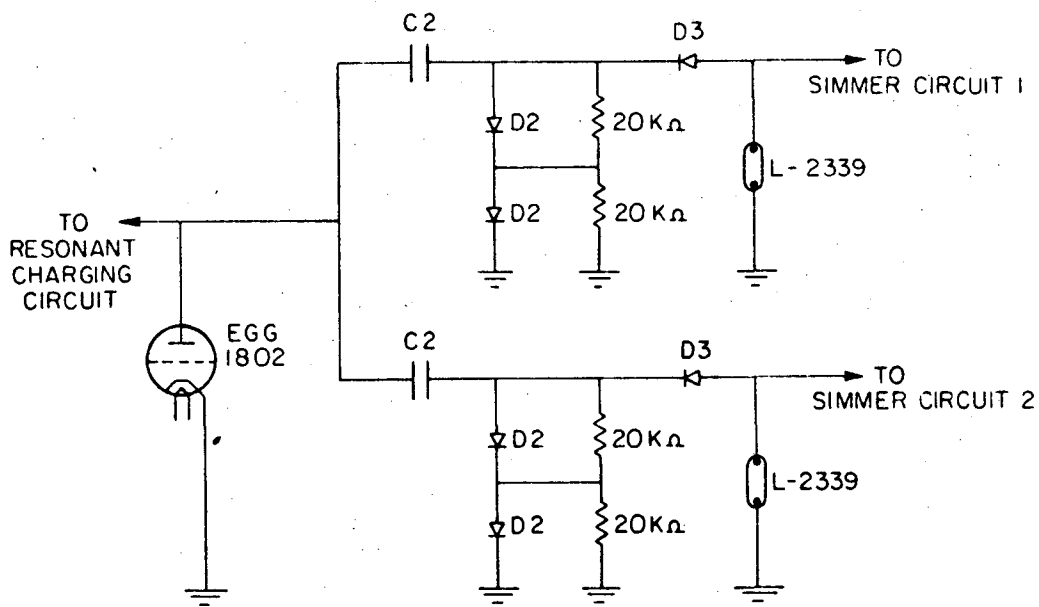 C2
D3
TO
SIMMER CIRCUIT 1
D2
20KΩ
L-2339
D2
20KΩ
TO
RESONANT
CHARGING
CIRCUIT
EGG
1802
C2
D3
TO
SIMMER CIRCUIT 2
D2
20KΩ
L-2339
D2
20KΩ